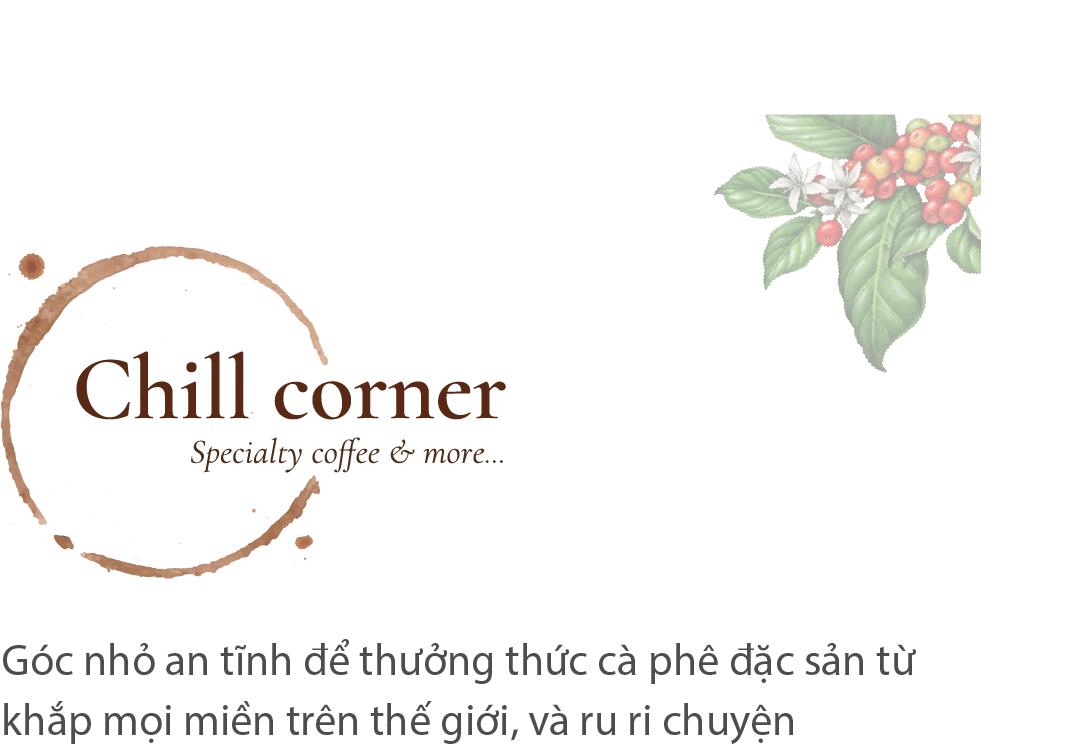 Chill corner
Specialty coffee & more...
Góc nhỏ an tĩnh để thưởng thức cà phê đặc sản từ
khắp mọi miền trên thế giới, và ru ri chuyện